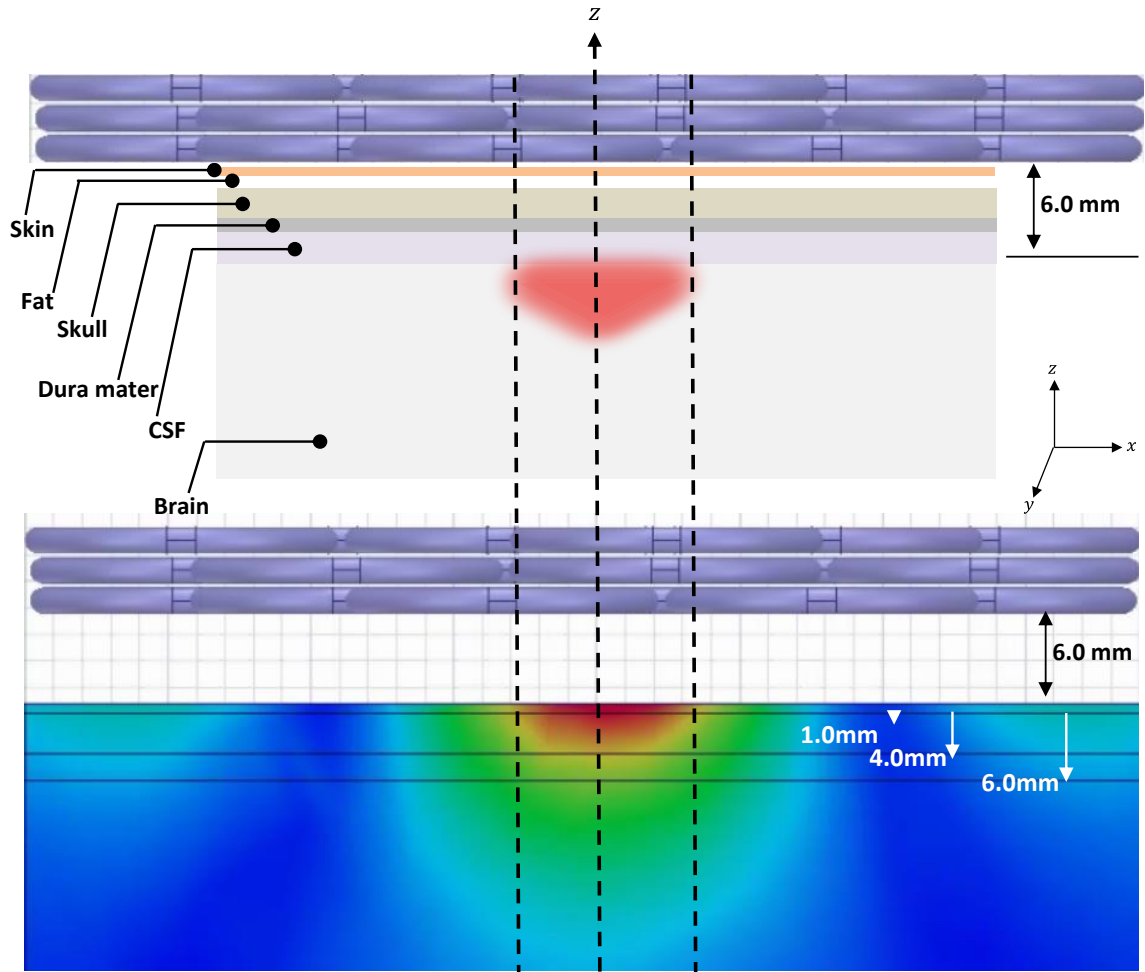 z
Skin
6.0 mm
Fat
Skull
Dura mater
CSF
Brain
z
x
y
6.0 mm
1.0mm
4.0mm
6.0mm